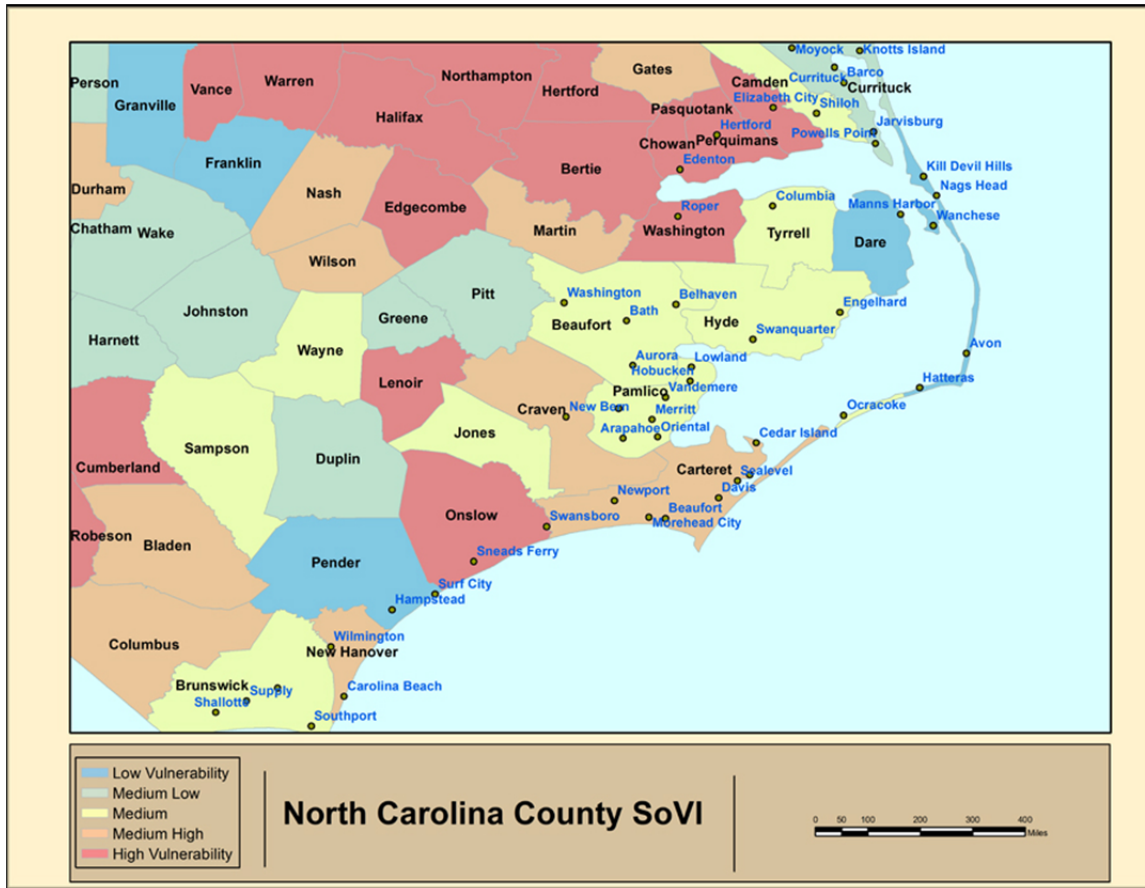 Moyock
Knotts Island
Person
Granville
Vance
Warren
Northampton
Hertford
Gates
Camden
Currituck
Barco
Currituck
Halifax
Pasquotank
Elizabeth City
Shiloh
Hertford
Powells Point
Jarvisburg
Franklin
Chowan
Perquimans
Edenton
Bertie
Kill Devil Hills
Durham
Nash
Edgecombe
Nags Head
Roper
Columbia
Manns Harbor
Wanchese
Chatham
Wake
Martin
Washington
Tyrrell
Dare
Wilson
Pitt
Johnston
Greene
Washington
Belhaven
Bath
Beaufort
Hyde
Engelhard
Harnett
Wayne
Swanquarter
Aurora
Lowland
Hobucken
Avon
Lenoir
Pamlico
Vandemere
Hatteras
Craven
New Bern
Merritt
Ocracoke
Sampson
Jones
Arapahoe
Oriental
Cedar Island
Duplin
Cumberland
Carteret
Sealevel
Davis
Newport
Beaufort
Onslow
Swansboro
Morehead City
Robeson
Bladen
Sneads Ferry
Pender
Surf City
Hampstead
Columbus
Wilmington
New Hanover
Brunswick
Supply
Carolina Beach
Shallotte
Southport
Low Vulnerability
Medium Low
Medium
Medium High
High Vulnerability
North Carolina County SoVI
0 50 100 200 300 400
Miles